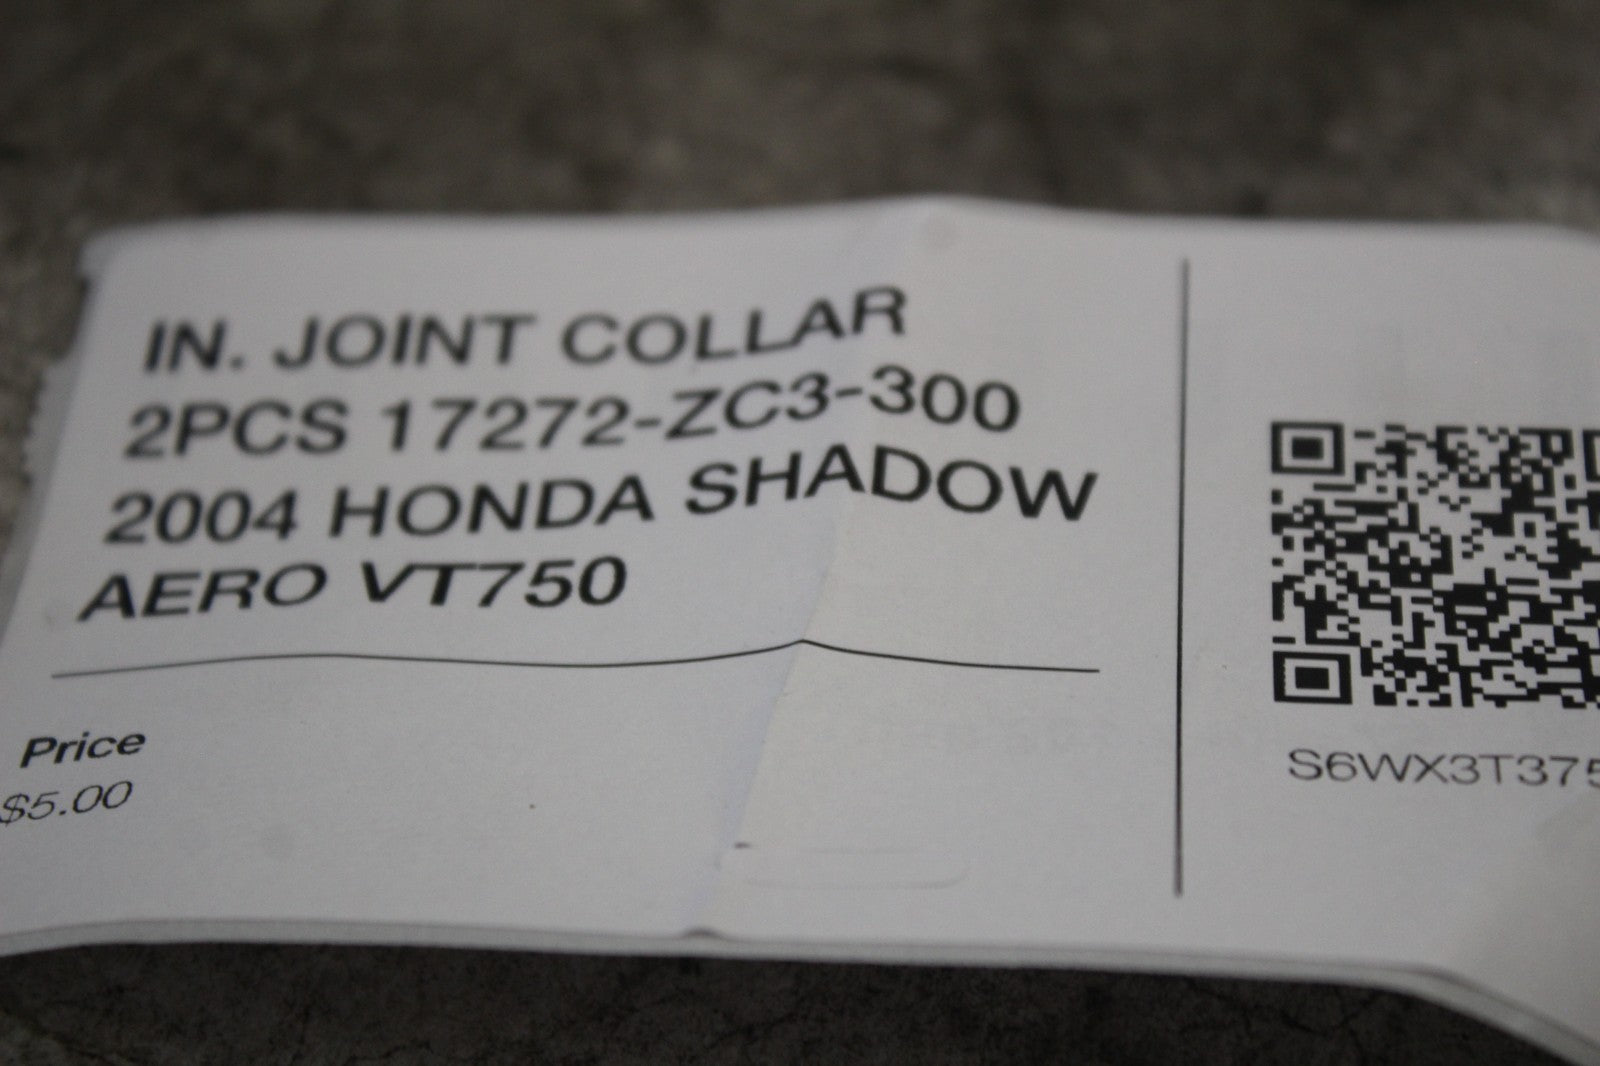 IN. JOINT COLLAR
2PCS 17272-ZC3-300
2004 HONDA SHADOW
AERO VT750
Price
$5.00
S6WX3T375